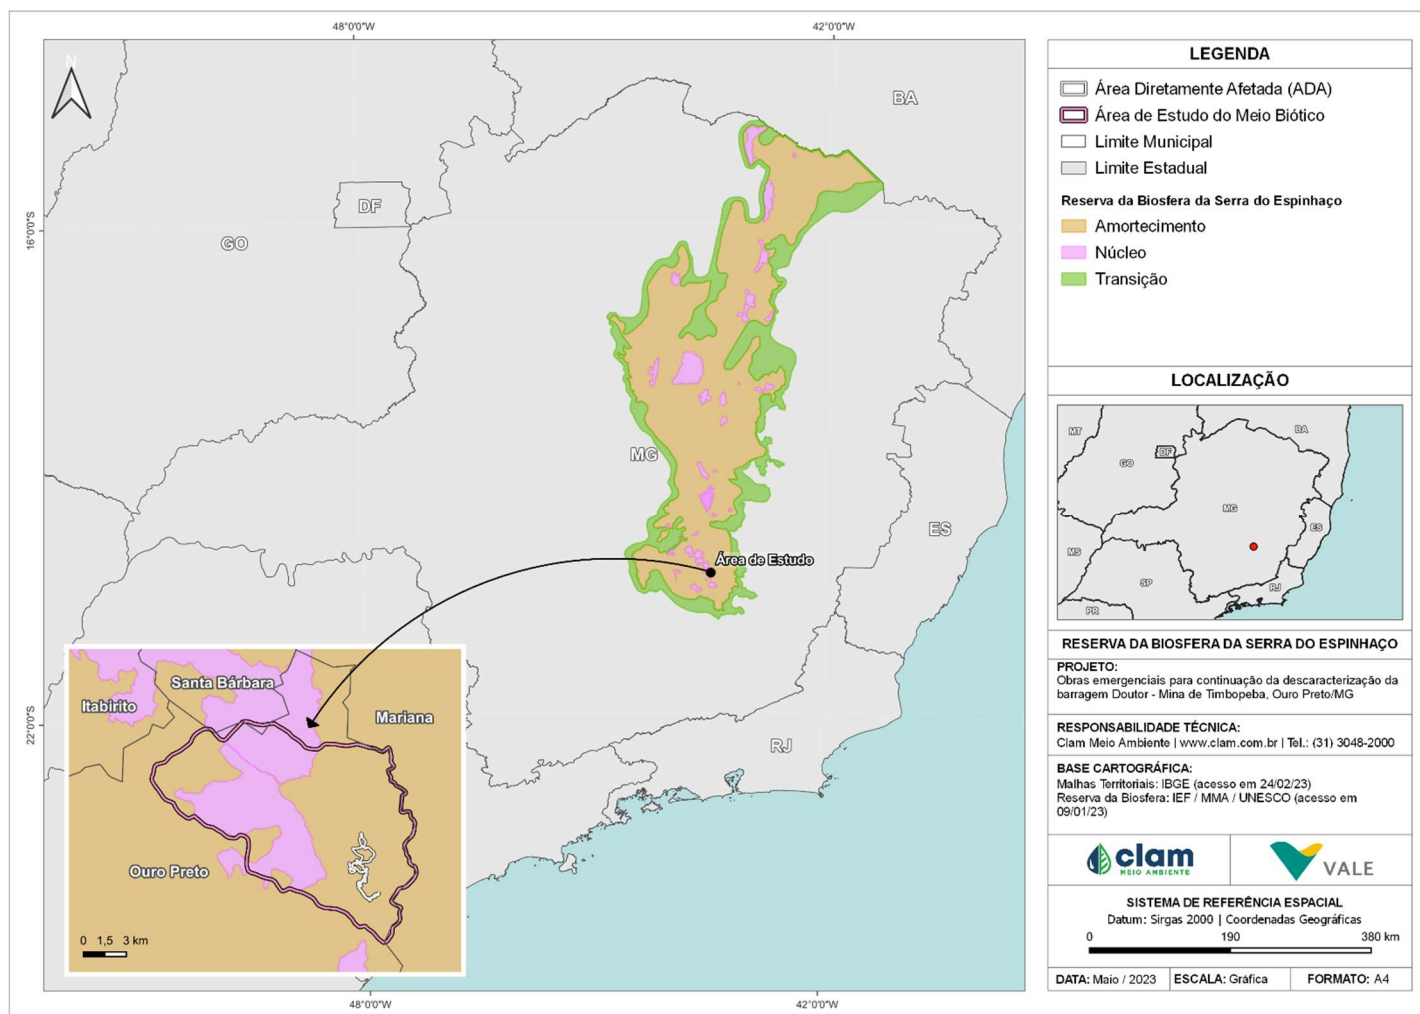 48°0'0"W
42°0'0"W
N
BA
DF
GO
16°0'0"S
MG
ES
Área de Estudo
22°0'0"S
RJ
Santa Bárbara
Itabirito
Mariana
Ouro Preto
0 1,5 3 km
48°0'0"W
42°0'0"W
LEGENDA
Área Diretamente Afetada (ADA)
Área de Estudo do Meio Biótico
Limite Municipal
Limite Estadual
Reserva da Biosfera da Serra do Espinhaço
Amortecimento
Núcleo
Transição
LOCALIZAÇÃO
MT
BA
DF
GO
MG
ES
MS
SP
RJ
PR
RESERVA DA BIOSFERA DA SERRA DO ESPINHAÇO
PROJETO:
Obras emergenciais para continuação da descaracterização da
barragem Doutor - Mina de Timbopeba, Ouro Preto/MG
RESPONSABILIDADE TÉCNICA:
Clam Meio Ambiente | www.clam.com.br | Tel.: (31) 3048-2000
BASE CARTOGRÁFICA:
Malhas Territoriais: IBGE (acesso em 24/02/23)
Reserva da Biosfera: IEF / MMA / UNESCO (acesso em
09/01/23)
clam
MEIO AMBIENTE
VALE
SISTEMA DE REFERÊNCIA ESPACIAL
Datum: Sirgas 2000 | Coordenadas Geográficas
0 190 380 km
DATA: Maio / 2023 ESCALA: Gráfica FORMATO: A4